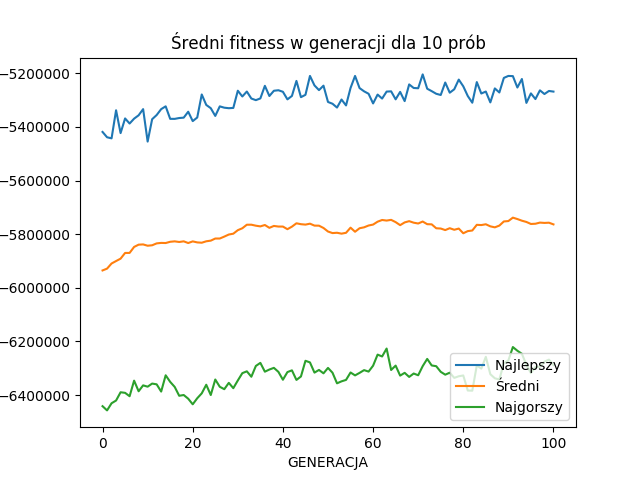 Średni fitness w generacji dla 10 prób
−5200000
−5400000
−5600000
−5800000
−6000000
−6200000
−6400000
Najlepszy
Średni
Najgorszy
0 20 40 60 80 100
GENERACJA